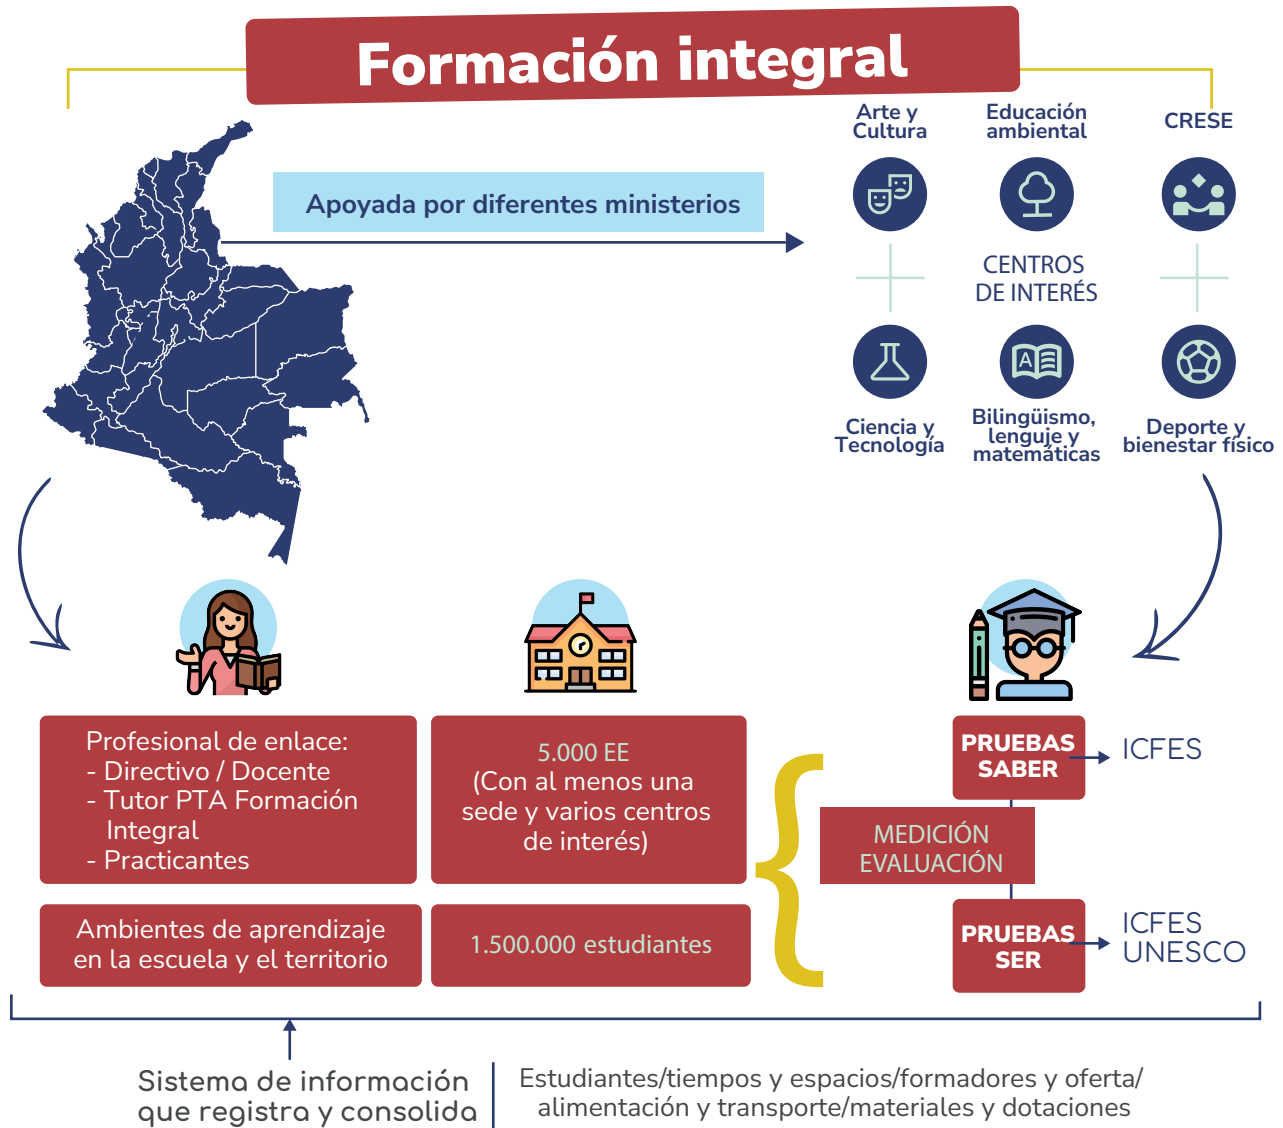 Formación integral
Apoyada por diferentes ministerios
Arte y
Cultura
Educación
ambiental
CRESE
CENTROS
DE INTERÉS
Ciencia y
Tecnología
Bilingüismo,
lenguje y
matemáticas
Deporte y
bienestar físico
A
Profesional de enlace:
- Directivo / Docente
- Tutor PTA Formación
Integral
- Practicantes
5.000 EE
(Con al menos una
sede y varios centros
de interés)
Ambientes de aprendizaje
en la escuela y el territorio
1.500.000 estudiantes
PRUEBAS
SABER
ICFES
MEDICIÓN
EVALUACIÓN
PRUEBAS
SER
ICFES
UNESCO
Sistema de información
que registra y consolida
Estudiantes/tiempos y espacios/formadores y oferta/
alimentación y transporte/materiales y dotaciones